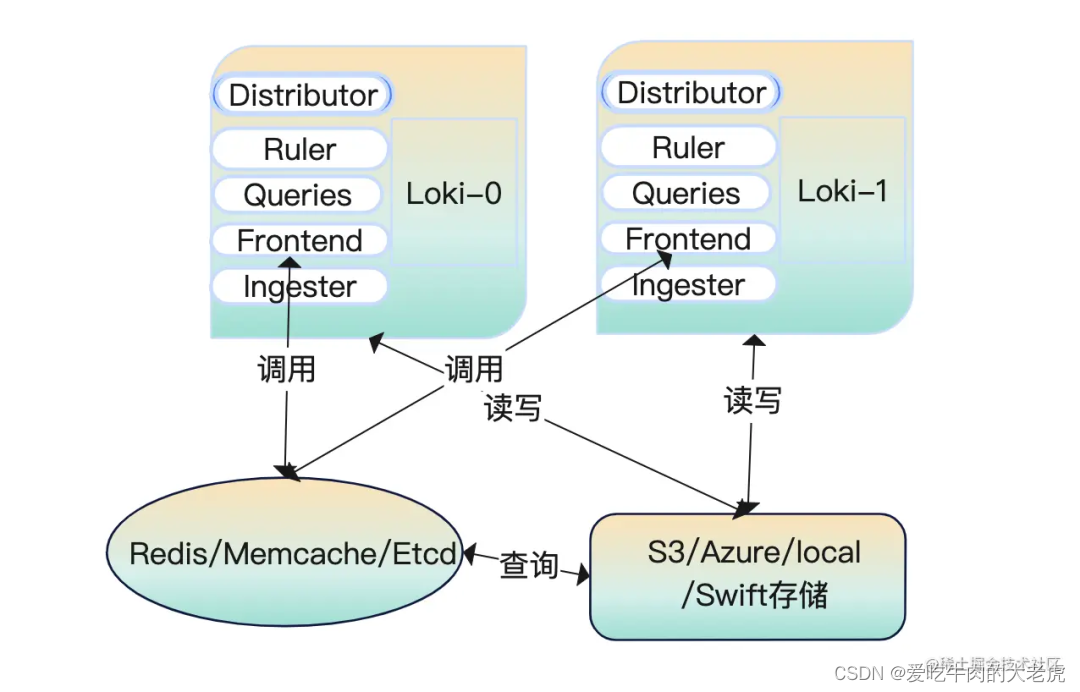 Distributor
Ruler
Queries
Frontend
Ingester
Loki-0
Distributor
Ruler
Queries
Frontend
Ingester
Loki-1
调用
调用
读写
读写
Redis/Memcache/Etcd
查询
S3/Azure/local
/Swift存储
@稀土掘金技术社区
CSDN @爱吃牛肉的大老虎